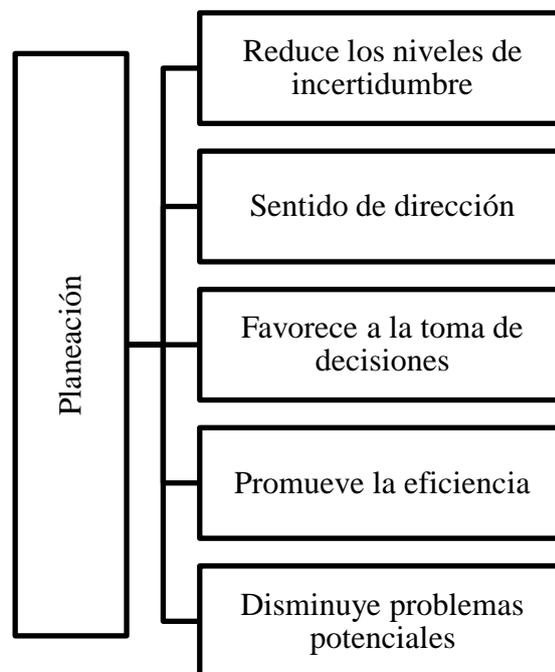 Planeación
Reduce los niveles de
incertidumbre
Sentido de dirección
Favorece a la toma de
decisiones
Promueve la eficiencia
Disminuye problemas
potenciales